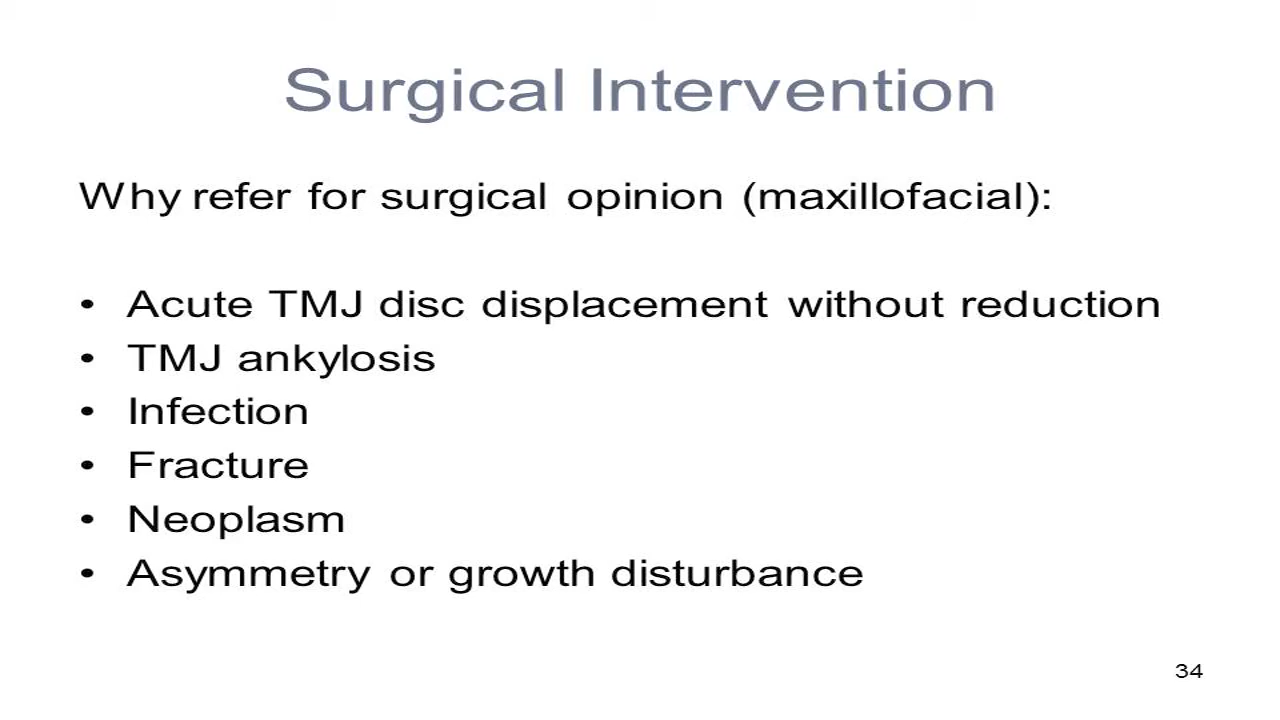 Surgical Intervention
Why refer for surgical opinion (maxillofacial):
• Acute TMJ disc displacement without reduction
• TMJ ankylosis
• Infection
• Fracture
• Neoplasm
• Asymmetry or growth disturbance
34